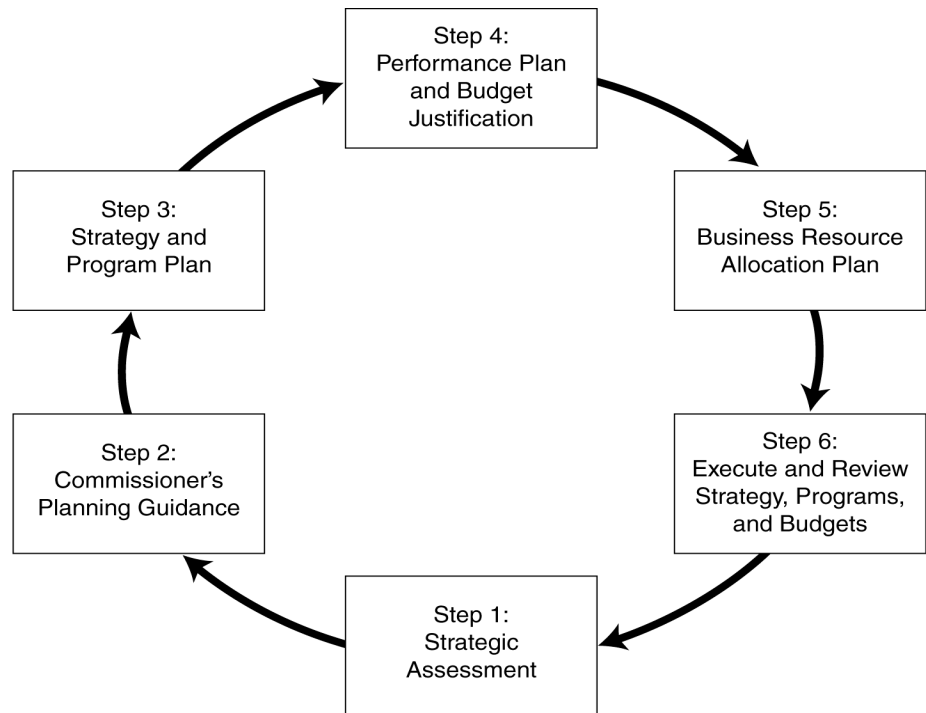 Step 4:
Performance Plan
and Budget
Justification
Step 3:
Strategy and
Program Plan
Step 5:
Business Resource
Allocation Plan
Step 2:
Commissioner’s
Planning Guidance
Step 6:
Execute and Review
Strategy, Programs,
and Budgets
Step 1:
Strategic
Assessment